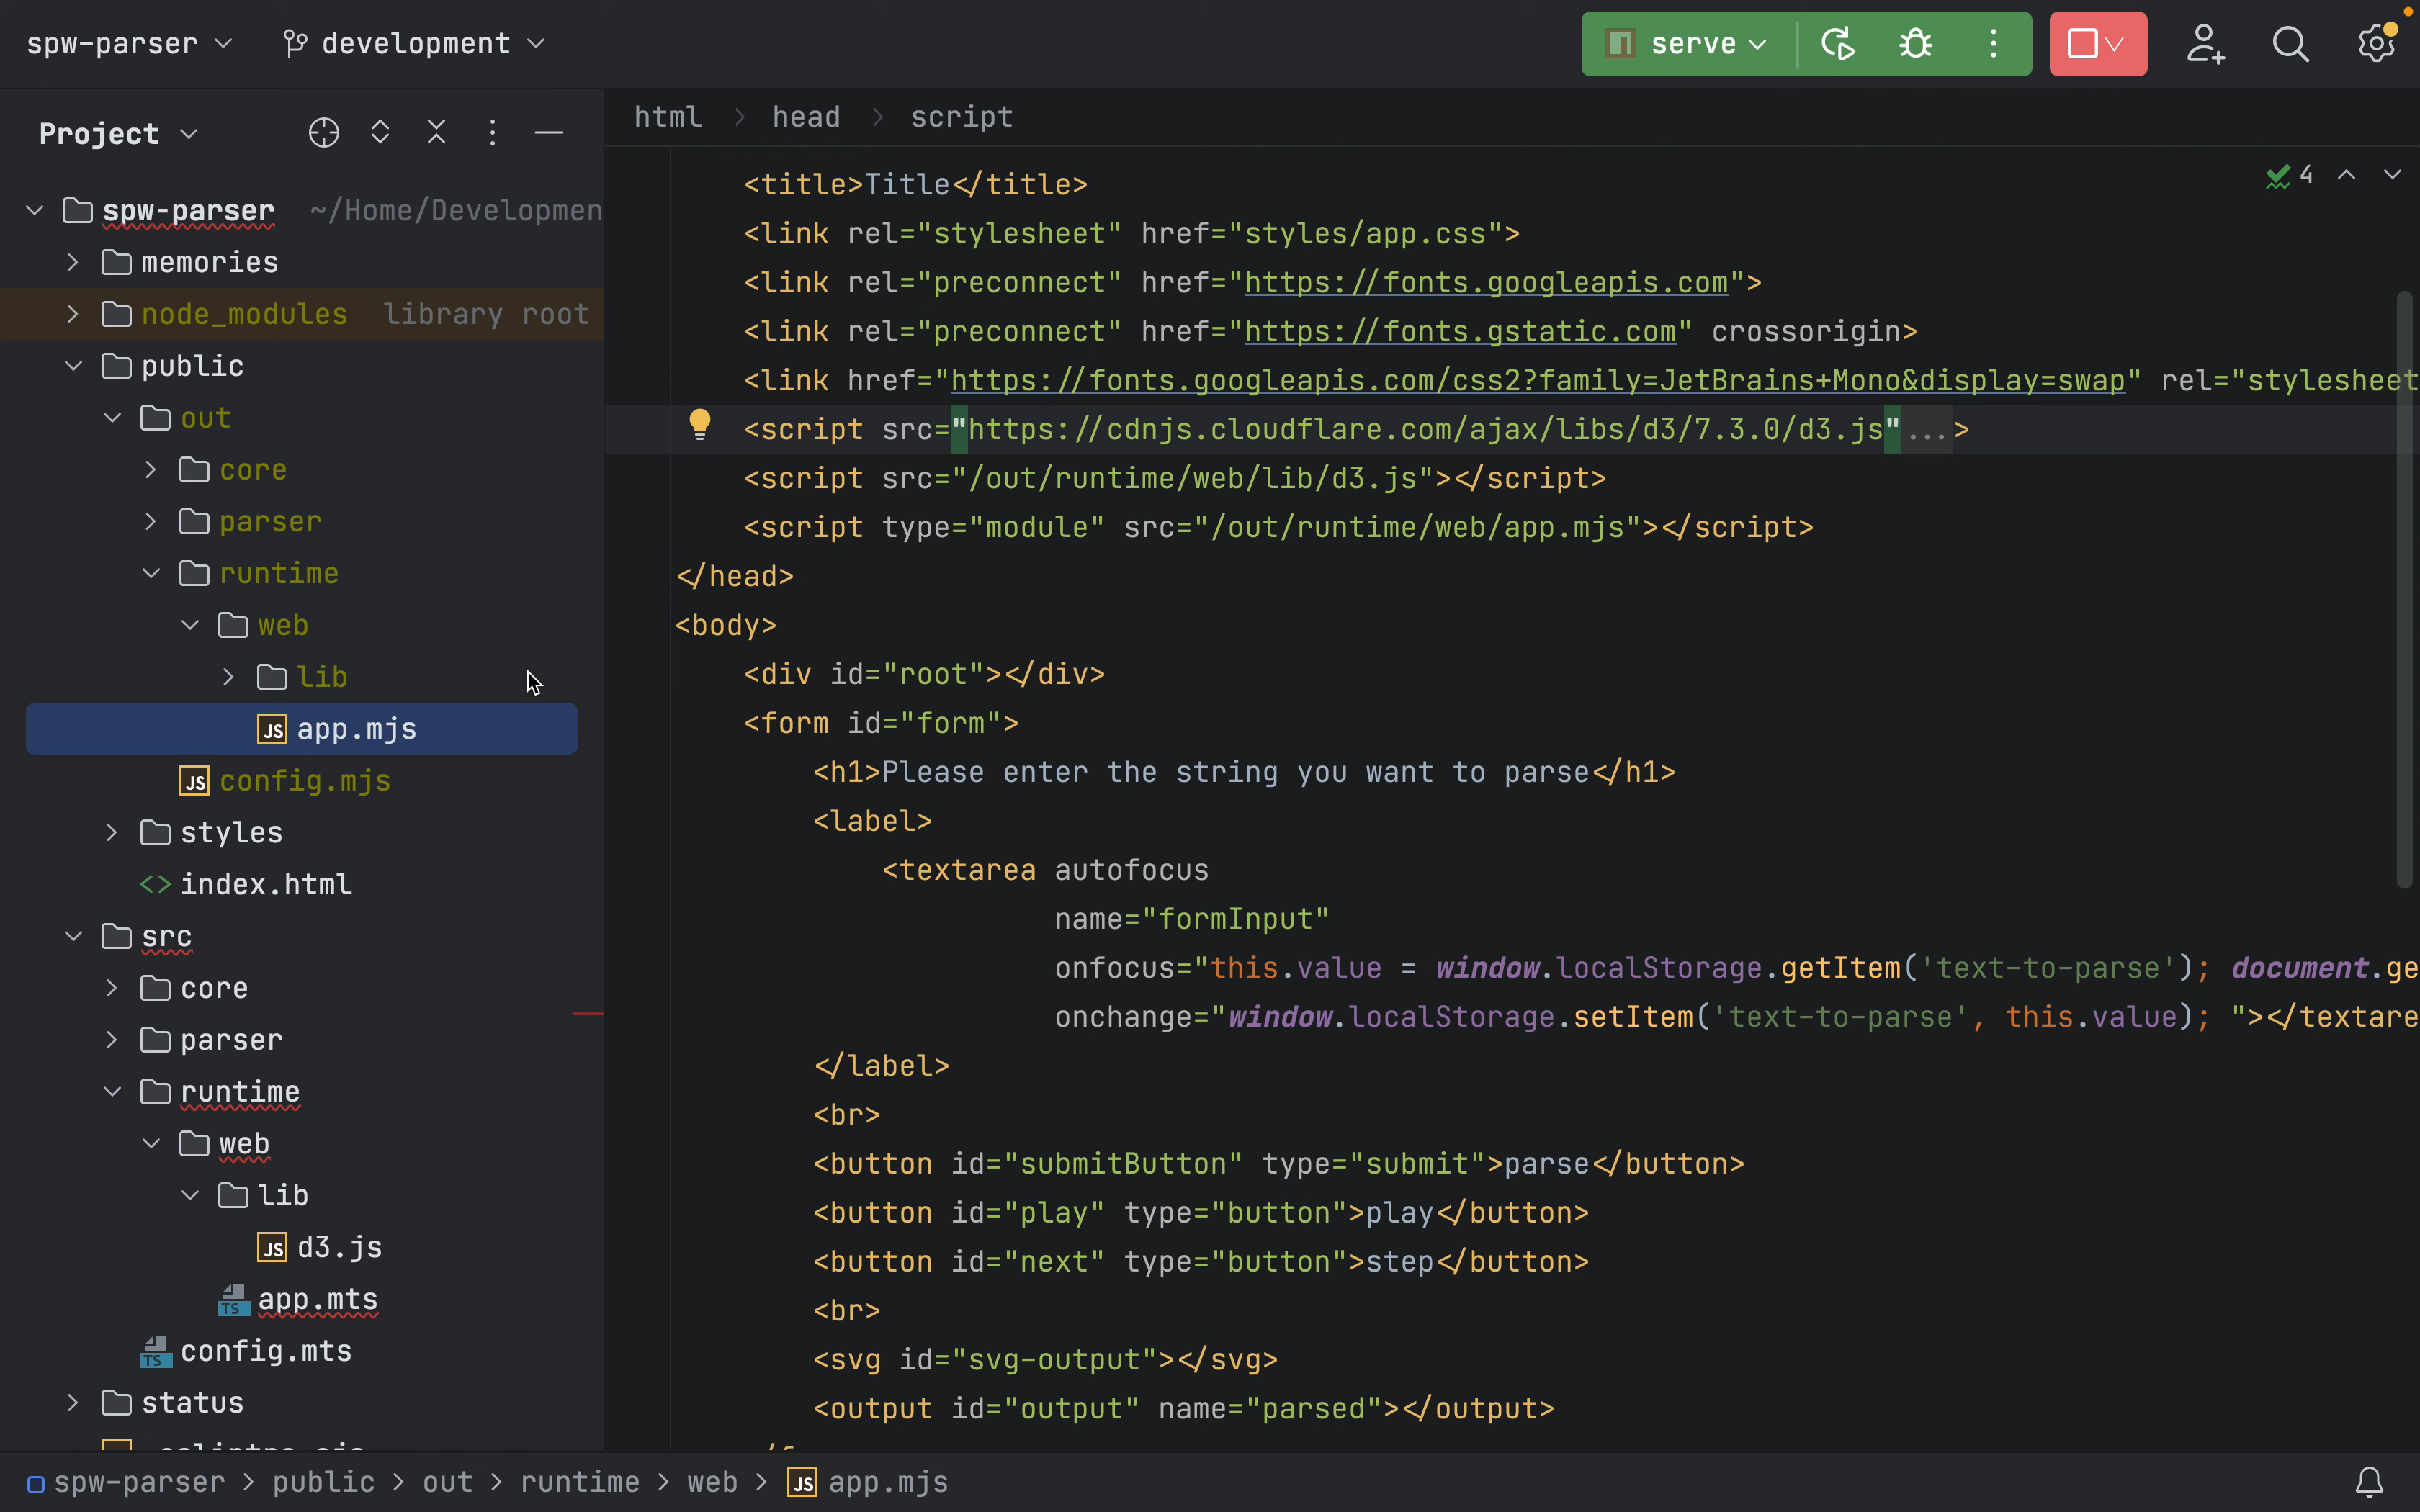 spw-parser
development
serve
Project
spw-parser ~/Home/Developmen
memories
node_modules library root
public
out
core
parser
runtime
web
lib
JS app.mjs
JS config.mjs
styles
<> index.html
src
core
parser
runtime
web
lib
JS d3.js
TS app.mts
TS config.mts
status
html > head > script
4
<title>Title</title>
<link rel="stylesheet" href="styles/app.css">
<link rel="preconnect" href="https://fonts.googleapis.com">
<link rel="preconnect" href="https://fonts.gstatic.com" crossorigin>
<link href="https://fonts.googleapis.com/css2?family=JetBrains+Mono&display=swap" rel="stylesheet
<script src="https://cdnjs.cloudflare.com/ajax/libs/d3/7.3.0/d3.js"...>
<script src="/out/runtime/web/lib/d3.js"></script>
<script type="module" src="/out/runtime/web/app.mjs"></script>
</head>
<body>
<div id="root"></div>
<form id="form">
<h1>Please enter the string you want to parse</h1>
<label>
<textarea autofocus
name="formInput"
onfocus="this.value = window.localStorage.getItem('text-to-parse'); document.ge
onchange="window.localStorage.setItem('text-to-parse', this.value); "></textare
</label>
<br>
<button id="submitButton" type="submit">parse</button>
<button id="play" type="button">play</button>
<button id="next" type="button">step</button>
<br>
<svg id="svg-output"></svg>
<output id="output" name="parsed"></output>
spw-parser > public > out > runtime > web > JS app.mjs